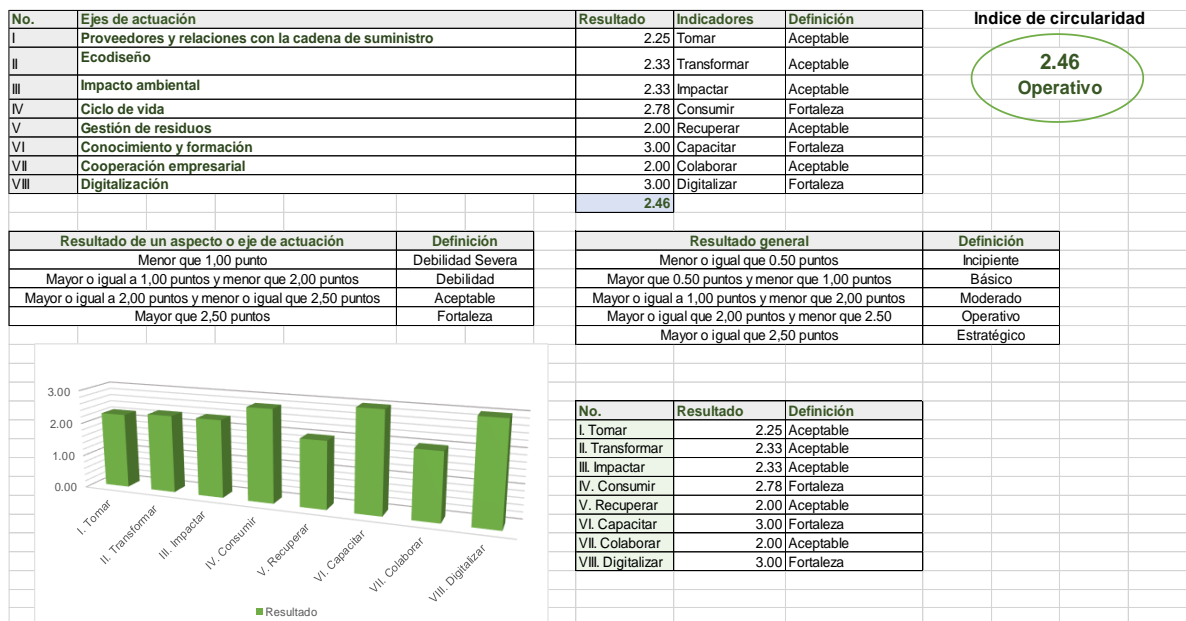 No. Ejes de actuación Resultado Indicadores Definición
I Proveedores y relaciones con la cadena de suministro 2.25 Tomar Aceptable
II Ecodiseño 2.33 Transformar Aceptable
III Impacto ambiental 2.33 Impactar Aceptable
IV Ciclo de vida 2.78 Consumir Fortaleza
V Gestión de residuos 2.00 Recuperar Aceptable
VI Conocimiento y formación 3.00 Capacitar Fortaleza
VII Cooperación empresarial 2.00 Colaborar Aceptable
VIII Digitalización 3.00 Digitalizar Fortaleza
2.46
Indice de circularidad
2.46
Operativo
Resultado de un aspecto o eje de actuación Definición
Menor que 1,00 punto Debilidad Severa
Mayor o igual a 1,00 puntos y menor que 2,00 puntos Debilidad
Mayor o igual a 2,00 puntos y menor o igual que 2,50 puntos Aceptable
Mayor que 2,50 puntos Fortaleza
Resultado general Definición
Menor o igual que 0.50 puntos Incipiente
Mayor que 0.50 puntos y menor que 1,00 puntos Básico
Mayor o igual a 1,00 puntos y menor que 2,00 puntos Moderado
Mayor o igual que 2,00 puntos y menor que 2.50 Operativo
Mayor o igual que 2,50 puntos Estratégico
3.00
2.00
1.00
0.00
I. Tomar
II. Transformar
III. Impactar
IV. Consumir
V. Recuperar
VI. Capacitar
VII. Colaborar
VIII. Digitalizar
Resultado
No. Resultado Definición
I. Tomar 2.25 Aceptable
II. Transformar 2.33 Aceptable
III. Impactar 2.33 Aceptable
IV. Consumir 2.78 Fortaleza
V. Recuperar 2.00 Aceptable
VI. Capacitar 3.00 Fortaleza
VII. Colaborar 2.00 Aceptable
VIII. Digitalizar 3.00 Fortaleza